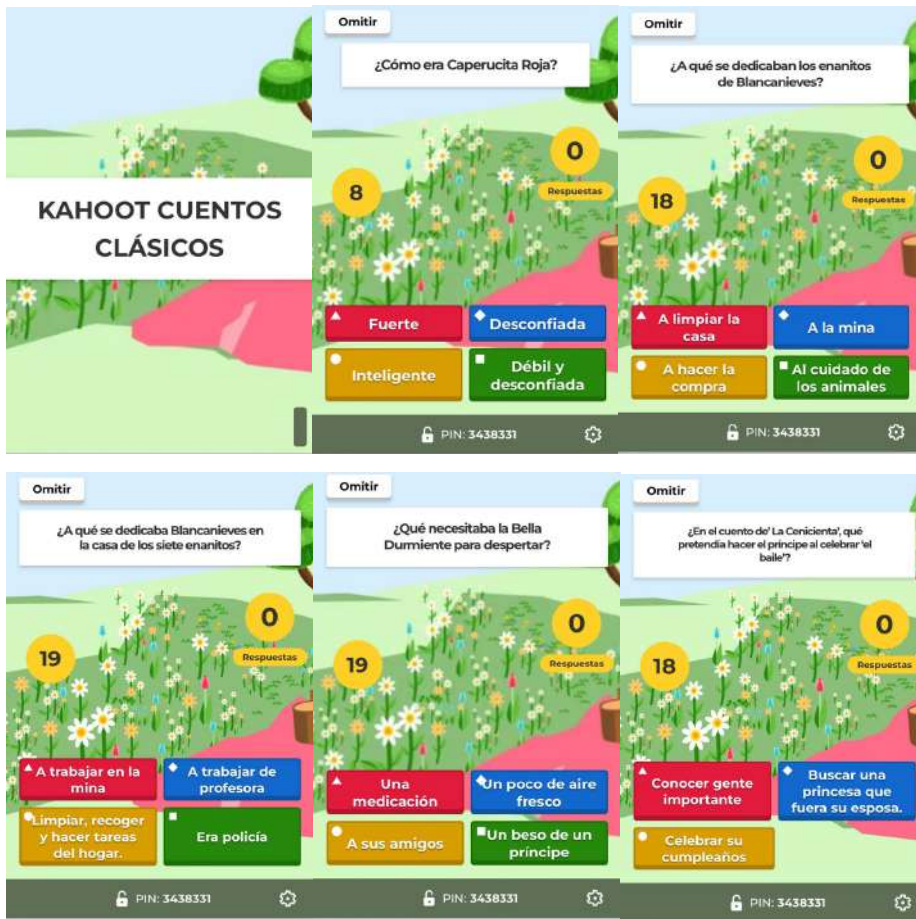 KAHOOT CUENTOS
CLÁSICOS
Omitir
¿Cómo era Caperucita Roja?
8
0
Respuestas
Fuerte
Desconfiada
Inteligente
Débil y
desconfiada
PIN: 3438331
Omitir
¿A qué se dedicaban los enanitos
de Blancanieves?
18
0
Respuestas
A limpiar la
casa
A la mina
A hacer la
compra
Al cuidado de
los animales
PIN: 3438331
Omitir
¿A qué se dedicaba Blancanieves en
la casa de los siete enanitos?
19
0
Respuestas
A trabajar en la
mina
A trabajar de
profesora
Limpiar, recoger
y hacer tareas
del hogar.
Era policía
PIN: 3438331
Omitir
¿Qué necesitaba la Bella
Durmiente para despertar?
19
0
Respuestas
Una
medicación
Un poco de aire
fresco
A sus amigos
Un beso de un
príncipe
PIN: 3438331
Omitir
¿En el cuento de' La Cenicienta', qué
pretendía hacer el príncipe al celebrar 'el
baile'?
18
0
Respuestas
Conocer gente
importante
Buscar una
princesa que
fuera su esposa.
Celebrar su
cumpleaños
PIN: 3438331